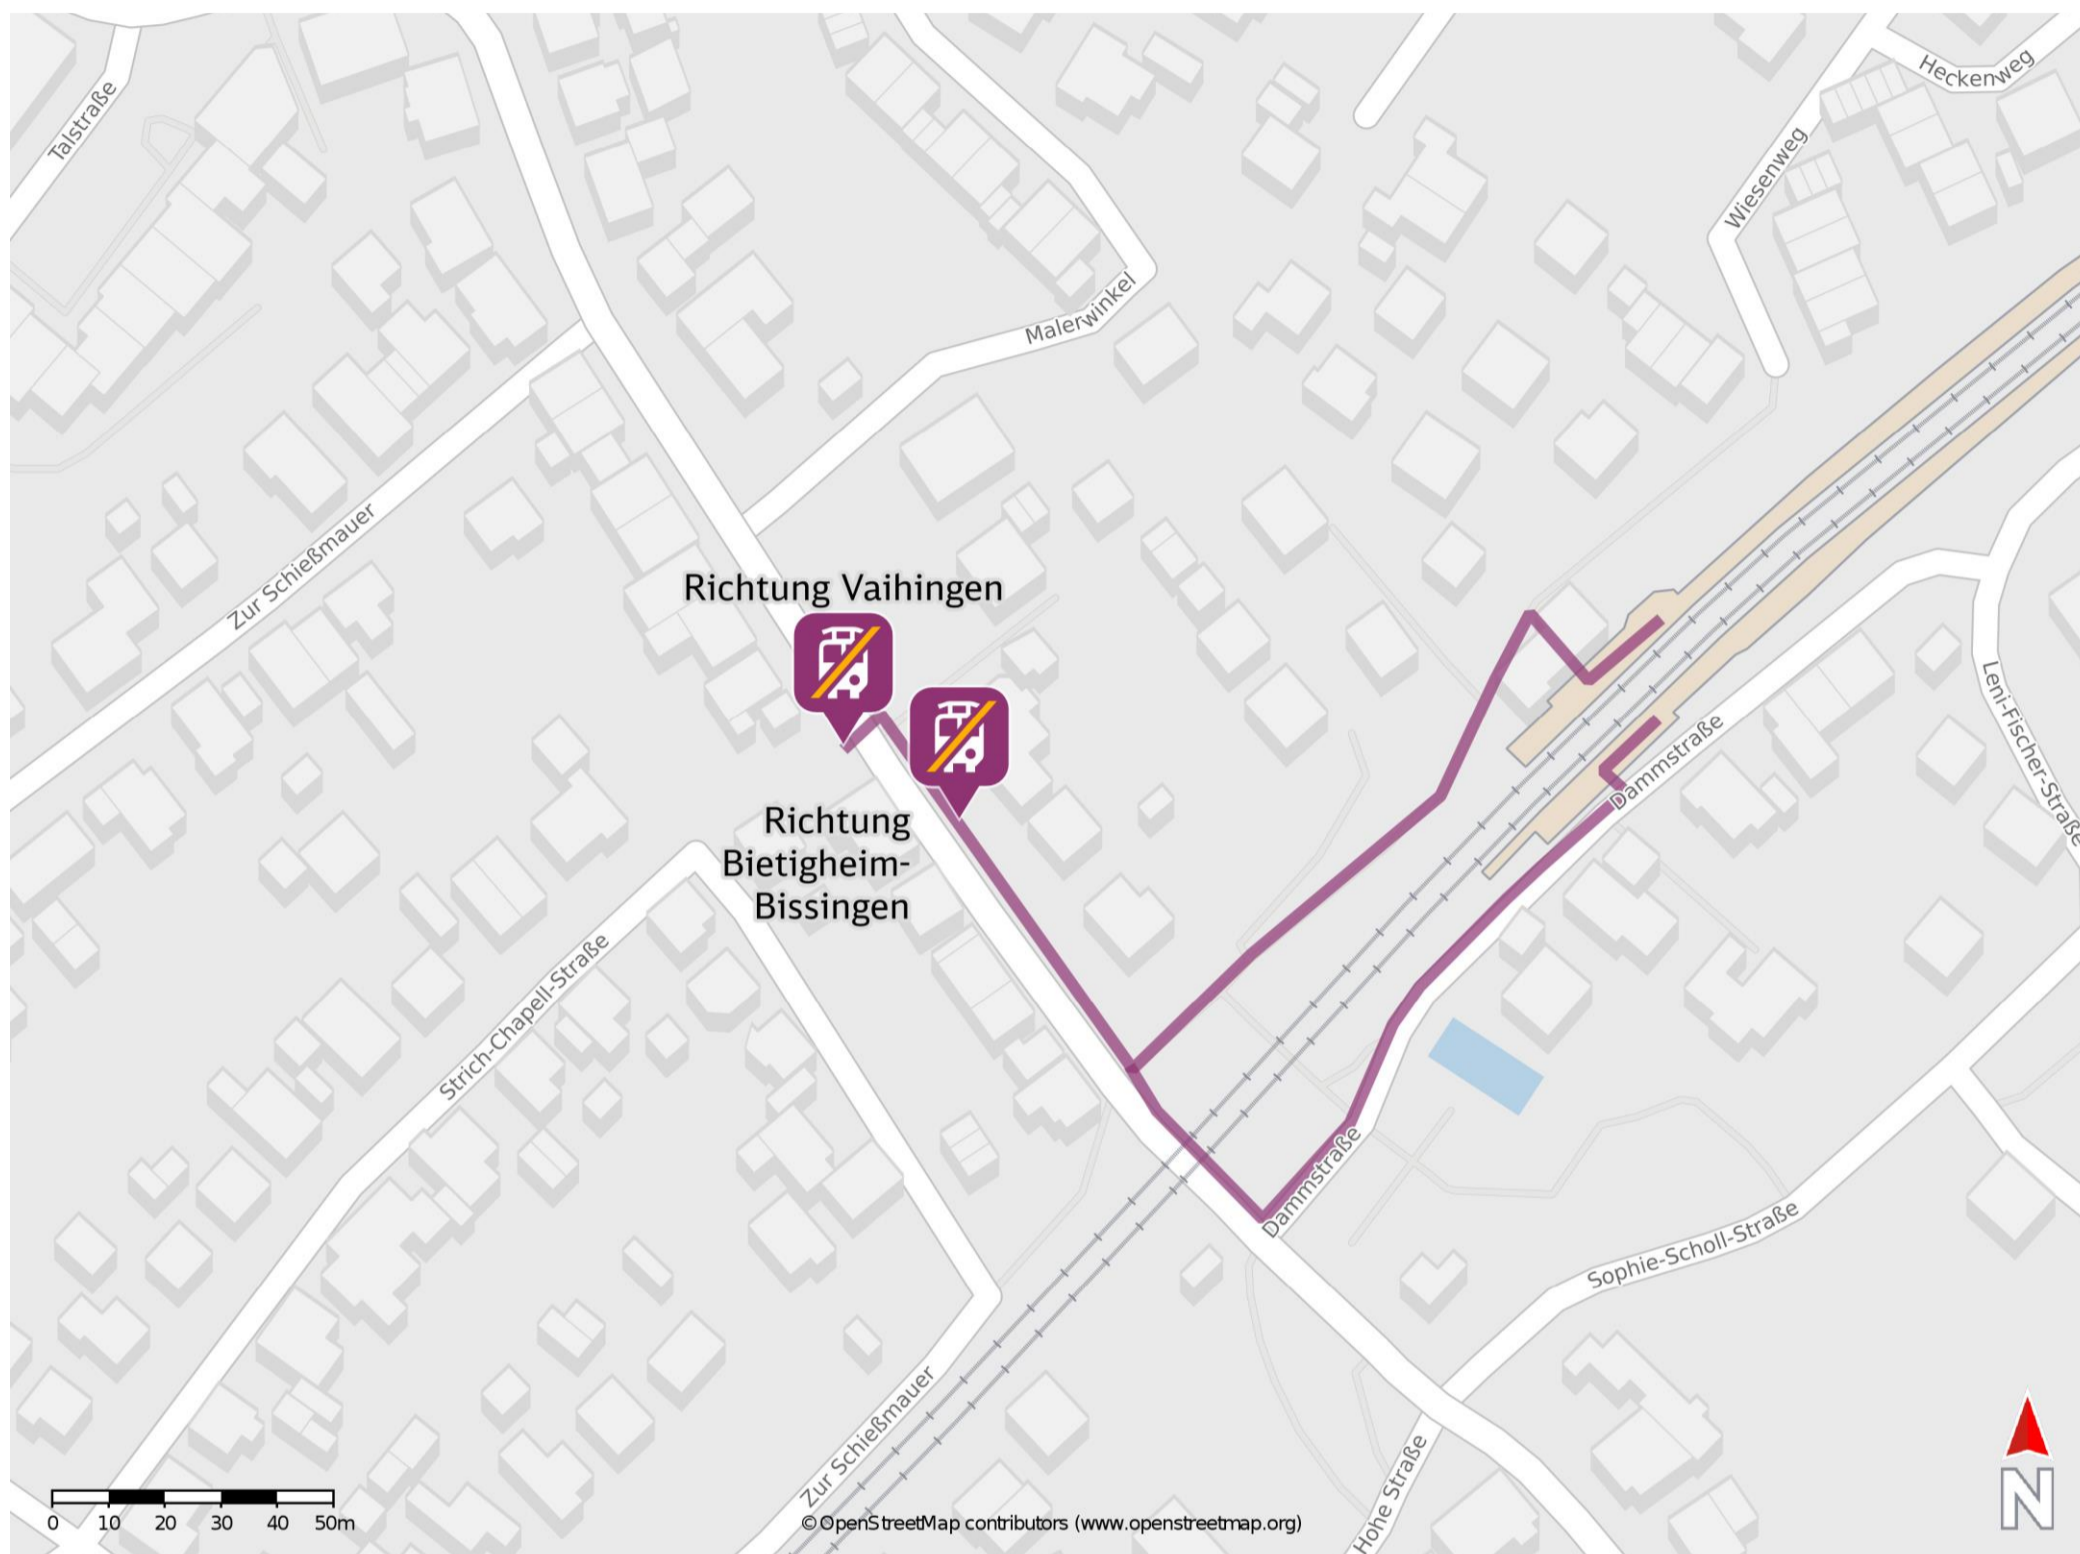 Heckenweg
Talstraße
Wiesenweg
Malerwinkel
Zur Schießmauer
Richtung Vaihingen
Leni-Fischer-Straße
Dammstraße
Richtung
Bietigheim-
Bissingen
Strich-Chapell-Straße
Dammstraße
Sophie-Scholl-Straße
Zur Schießmauer
Hohe Straße
N
0 10 20 30 40 50m
© OpenStreetMap contributors (www.openstreetmap.org)